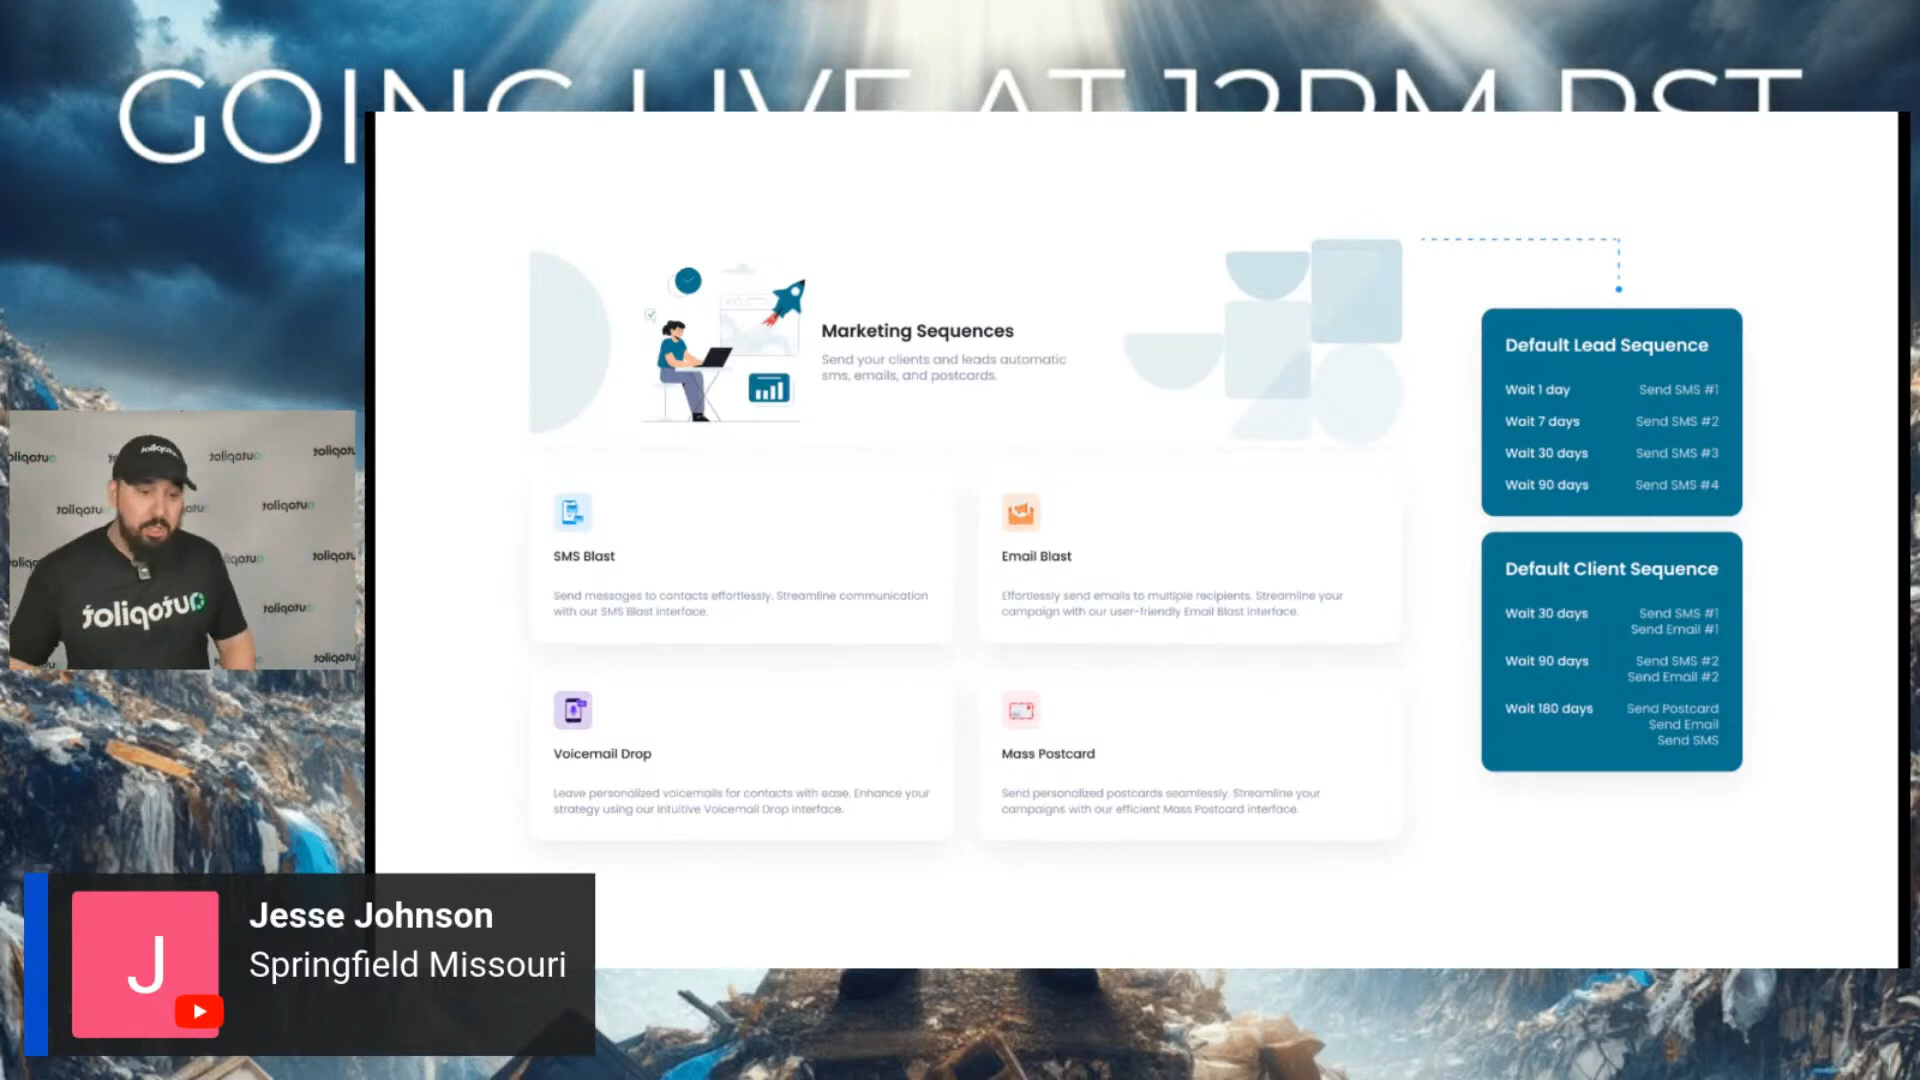 GOING LIVE AT 12PM PST
Marketing Sequences
Send your clients and leads automatic
sms, emails, and postcards.
SMS Blast
Send messages to contacts effortlessly. Streamline communication
with our SMS Blast interface.
Email Blast
Effortlessly send emails to multiple recipients. Streamline your
campaign with our user-friendly Email Blast interface.
Voicemail Drop
Leave personalized voicemails for contacts with ease. Enhance your
strategy using our intuitive Voicemail Drop interface.
Mass Postcard
Send personalized postcards seamlessly. Streamline your
campaigns with our efficient Mass Postcard interface.
Default Lead Sequence
Wait 1 day Send SMS #1
Wait 7 days Send SMS #2
Wait 30 days Send SMS #3
Wait 90 days Send SMS #4
Default Client Sequence
Wait 30 days Send SMS #1
Send Email #1
Wait 90 days Send SMS #2
Send Email #2
Wait 180 days Send Postcard
Send Email
Send SMS
autopilot
J
Jesse Johnson
Springfield Missouri